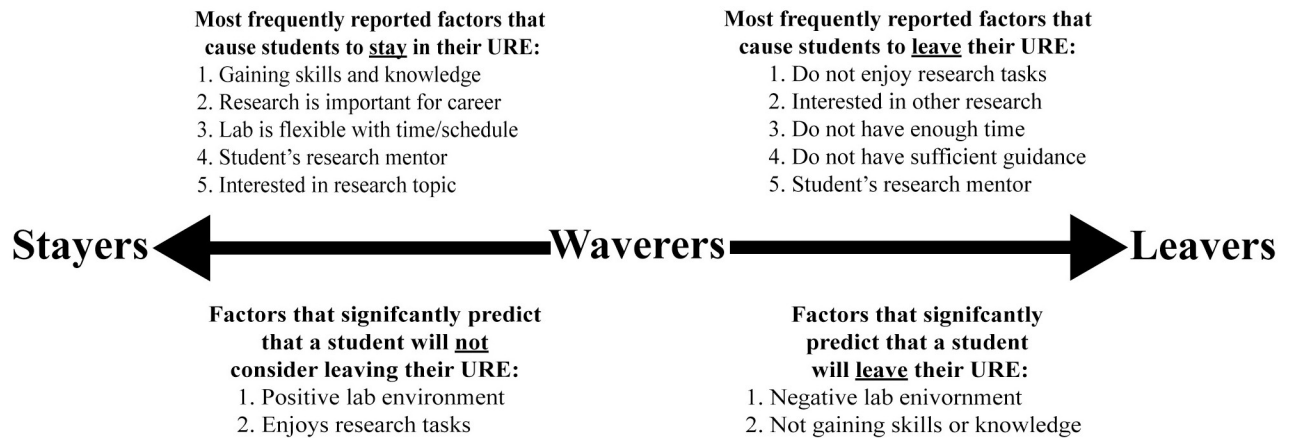 Most frequently reported factors that
cause students to stay in their URE:
1. Gaining skills and knowledge
2. Research is important for career
3. Lab is flexible with time/schedule
4. Student's research mentor
5. Interested in research topic
Most frequently reported factors that
cause students to leave their URE:
1. Do not enjoy research tasks
2. Interested in other research
3. Do not have enough time
4. Do not have sufficient guidance
5. Student's research mentor
Stayers
Waverers
Leavers
Factors that signifcantly predict
that a student will not
consider leaving their URE:
1. Positive lab environment
2. Enjoys research tasks
Factors that signifcantly
predict that a student
will leave their URE:
1. Negative lab enivornment
2. Not gaining skills or knowledge